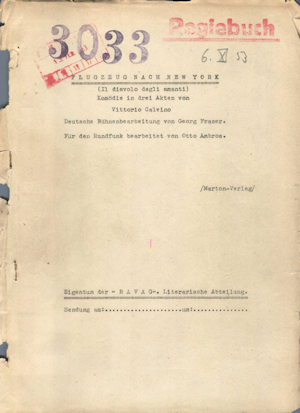 3033
Regiebuch
6. XI 53
FLUGZEUG NACH NEW YORK
(Il diavolo degli amanti)
Komödie in drei Akten von
Vittorio Calvino
Deutsche Bühnenbearbeitung von Georg Fraser.
Für den Rundfunk bearbeitet von Otto Ambros.
/Marton-Verlag/
Eigentum der - R A V A G-. Literarische Abteilung.
Sendung am:.....................um:...............